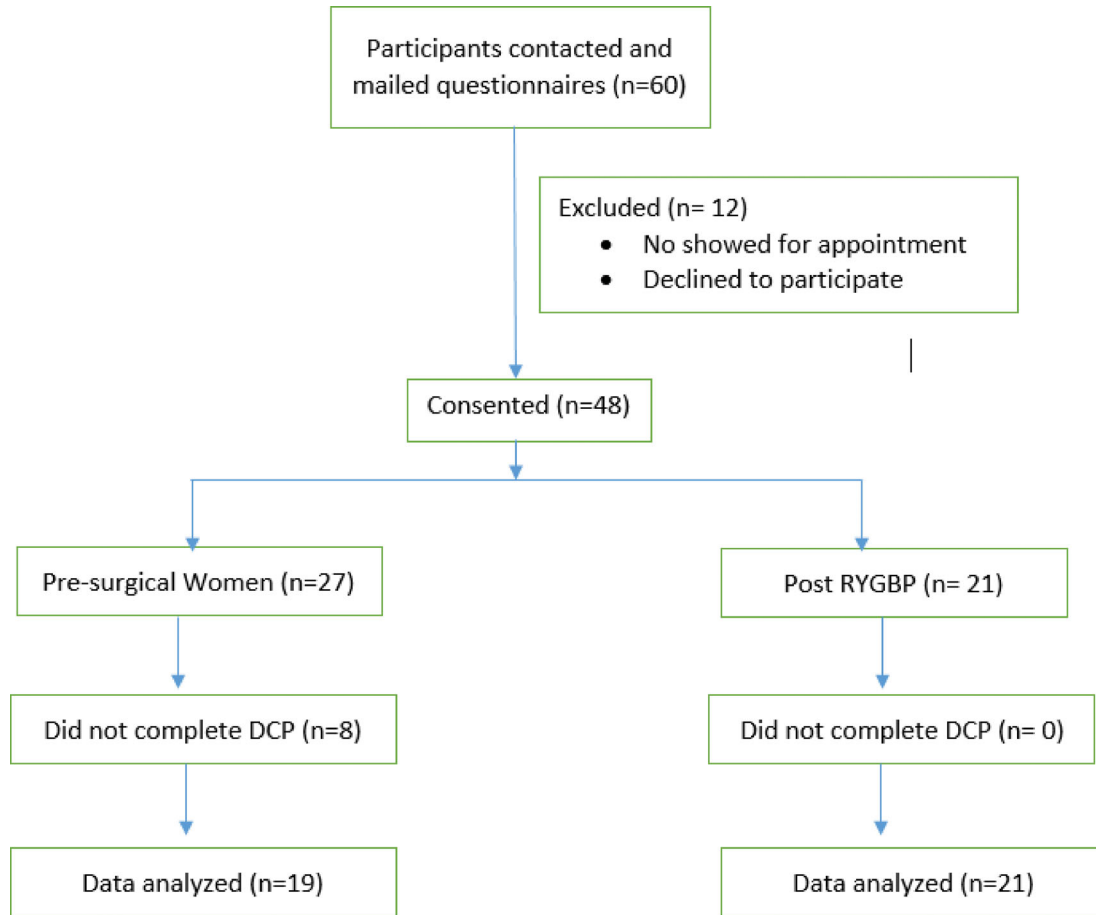 Participants contacted and
mailed questionnaires (n=60)
Excluded (n= 12)
• No showed for appointment
• Declined to participate
Consented (n=48)
Pre-surgical Women (n=27)
Post RYGBP (n= 21)
Did not complete DCP (n=8)
Did not complete DCP (n= 0)
Data analyzed (n=19)
Data analyzed (n=21)